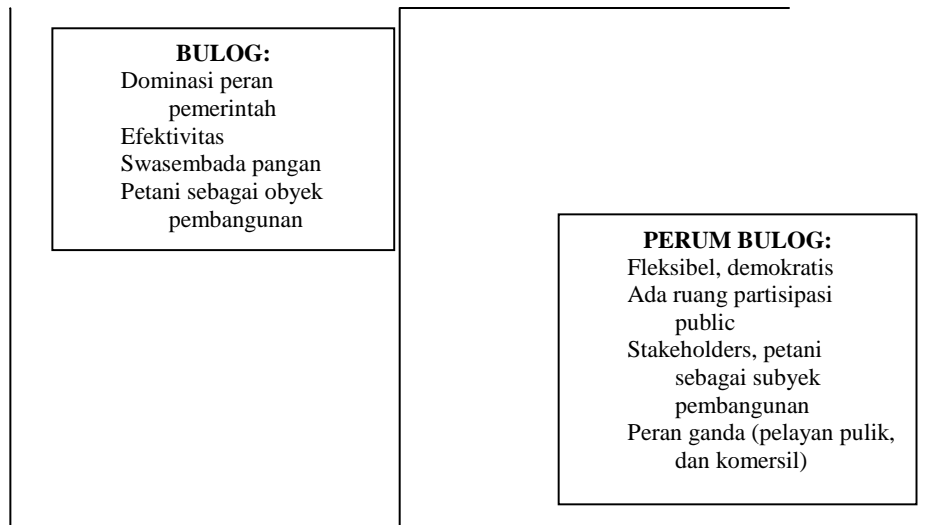 BULOG:
Dominasi peran
pemerintah
Efektivitas
Swasembada pangan
Petani sebagai obyek
pembangunan
PERUM BULOG:
Fleksibel, demokratis
Ada ruang partisipasi
public
Stakeholders, petani
sebagai subyek
pembangunan
Peran ganda (pelayan pulik,
dan komersil)